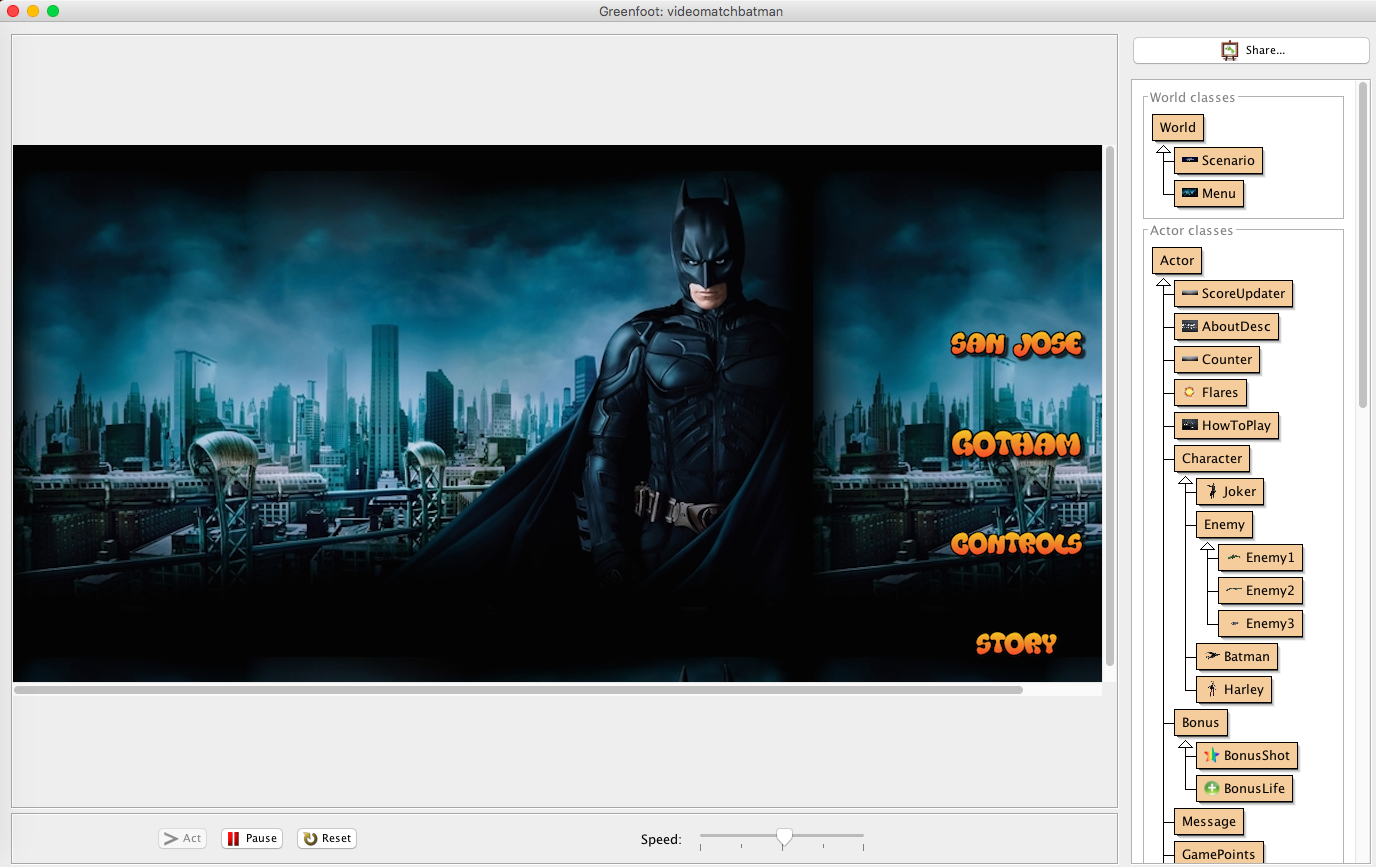 Greenfoot: videomatchbatman
Share...
World classes
World
Scenario
Menu
Actor classes
Actor
ScoreUpdater
AboutDesc
Counter
Flares
HowToPlay
Character
Joker
Enemy
Enemy1
Enemy2
Enemy3
Batman
Harley
Bonus
BonusShot
BonusLife
Message
GamePoints
SAN JOSE
GOTHAM
CONTROLS
STORY
Act
Pause
Reset
Speed: